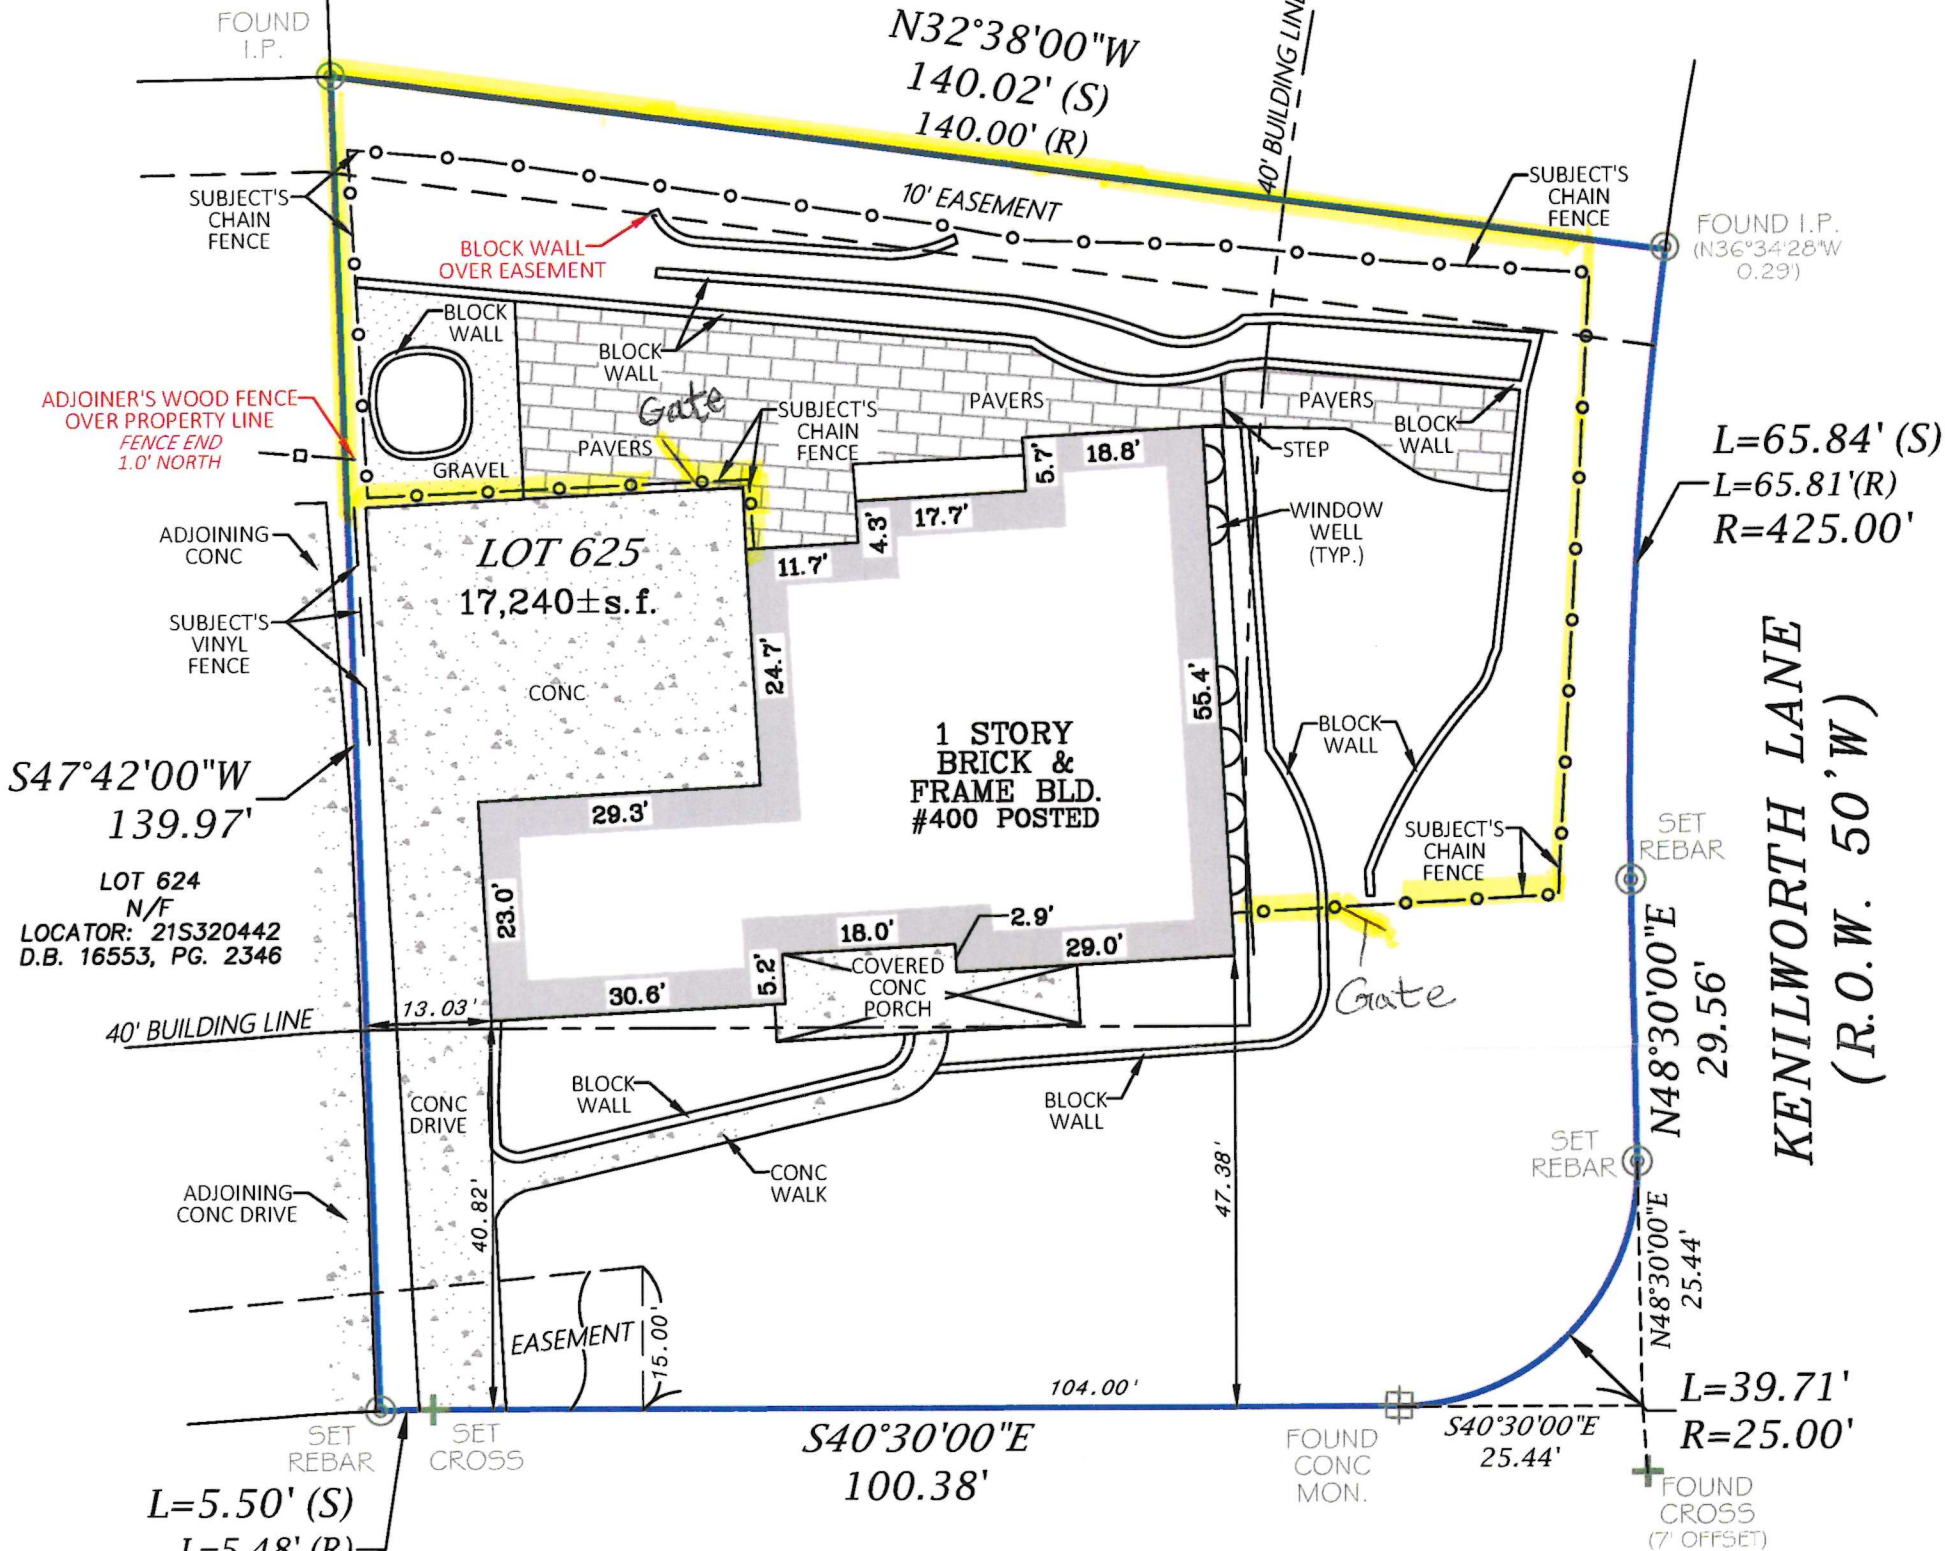 FOUND
I.P.
N32°38'00"W
140.02' (S)
140.00' (R)
40' BUILDING LINE
SUBJECT'S
CHAIN
FENCE
10' EASEMENT
SUBJECT'S
CHAIN
FENCE
FOUND I.P.
(N36°34'28"W
0.29')
BLOCK WALL
OVER EASEMENT
BLOCK
WALL
BLOCK
WALL
Gate
ADJOINER'S WOOD FENCE
OVER PROPERTY LINE
FENCE END
1.0' NORTH
PAVERS
SUBJECT'S
CHAIN
FENCE
PAVERS
PAVERS
BLOCK
WALL
GRAVEL
STEP
5.7'
18.8'
L=65.84' (S)
L=65.81'(R)
R=425.00'
17.7'
4.3'
11.7'
WINDOW
WELL
(TYP.)
ADJOINING
CONC
LOT 625
17,240±s.f.
SUBJECT'S
VINYL
FENCE
CONC
24.7'
55.4'
1 STORY
BRICK &
FRAME BLD.
#400 POSTED
BLOCK
WALL
S47°42'00"W
139.97'
29.3'
SUBJECT'S
CHAIN
FENCE
SET
REBAR
KENILWORTH LANE
(R.O.W. 50'W)
LOT 624
N/F
LOCATOR: 21S320442
D.B. 16553, PG. 2346
23.0'
18.0'
2.9'
29.0'
5.2'
30.6'
COVERED
CONC
PORCH
Gate
N48°30'00"E
29.56'
13.03'
40' BUILDING LINE
CONC
DRIVE
BLOCK
WALL
BLOCK
WALL
CONC
WALK
SET
REBAR
ADJOINING
CONC DRIVE
40.82'
47.38'
N48°30'00"E
25.44'
EASEMENT
15.00'
104.00'
L=39.71'
R=25.00'
SET
REBAR
SET
CROSS
S40°30'00"E
100.38'
FOUND
CONC
MON.
S40°30'00"E
25.44'
FOUND
CROSS
(7' OFFSET)
L=5.50' (S)
L=5.48' (R)